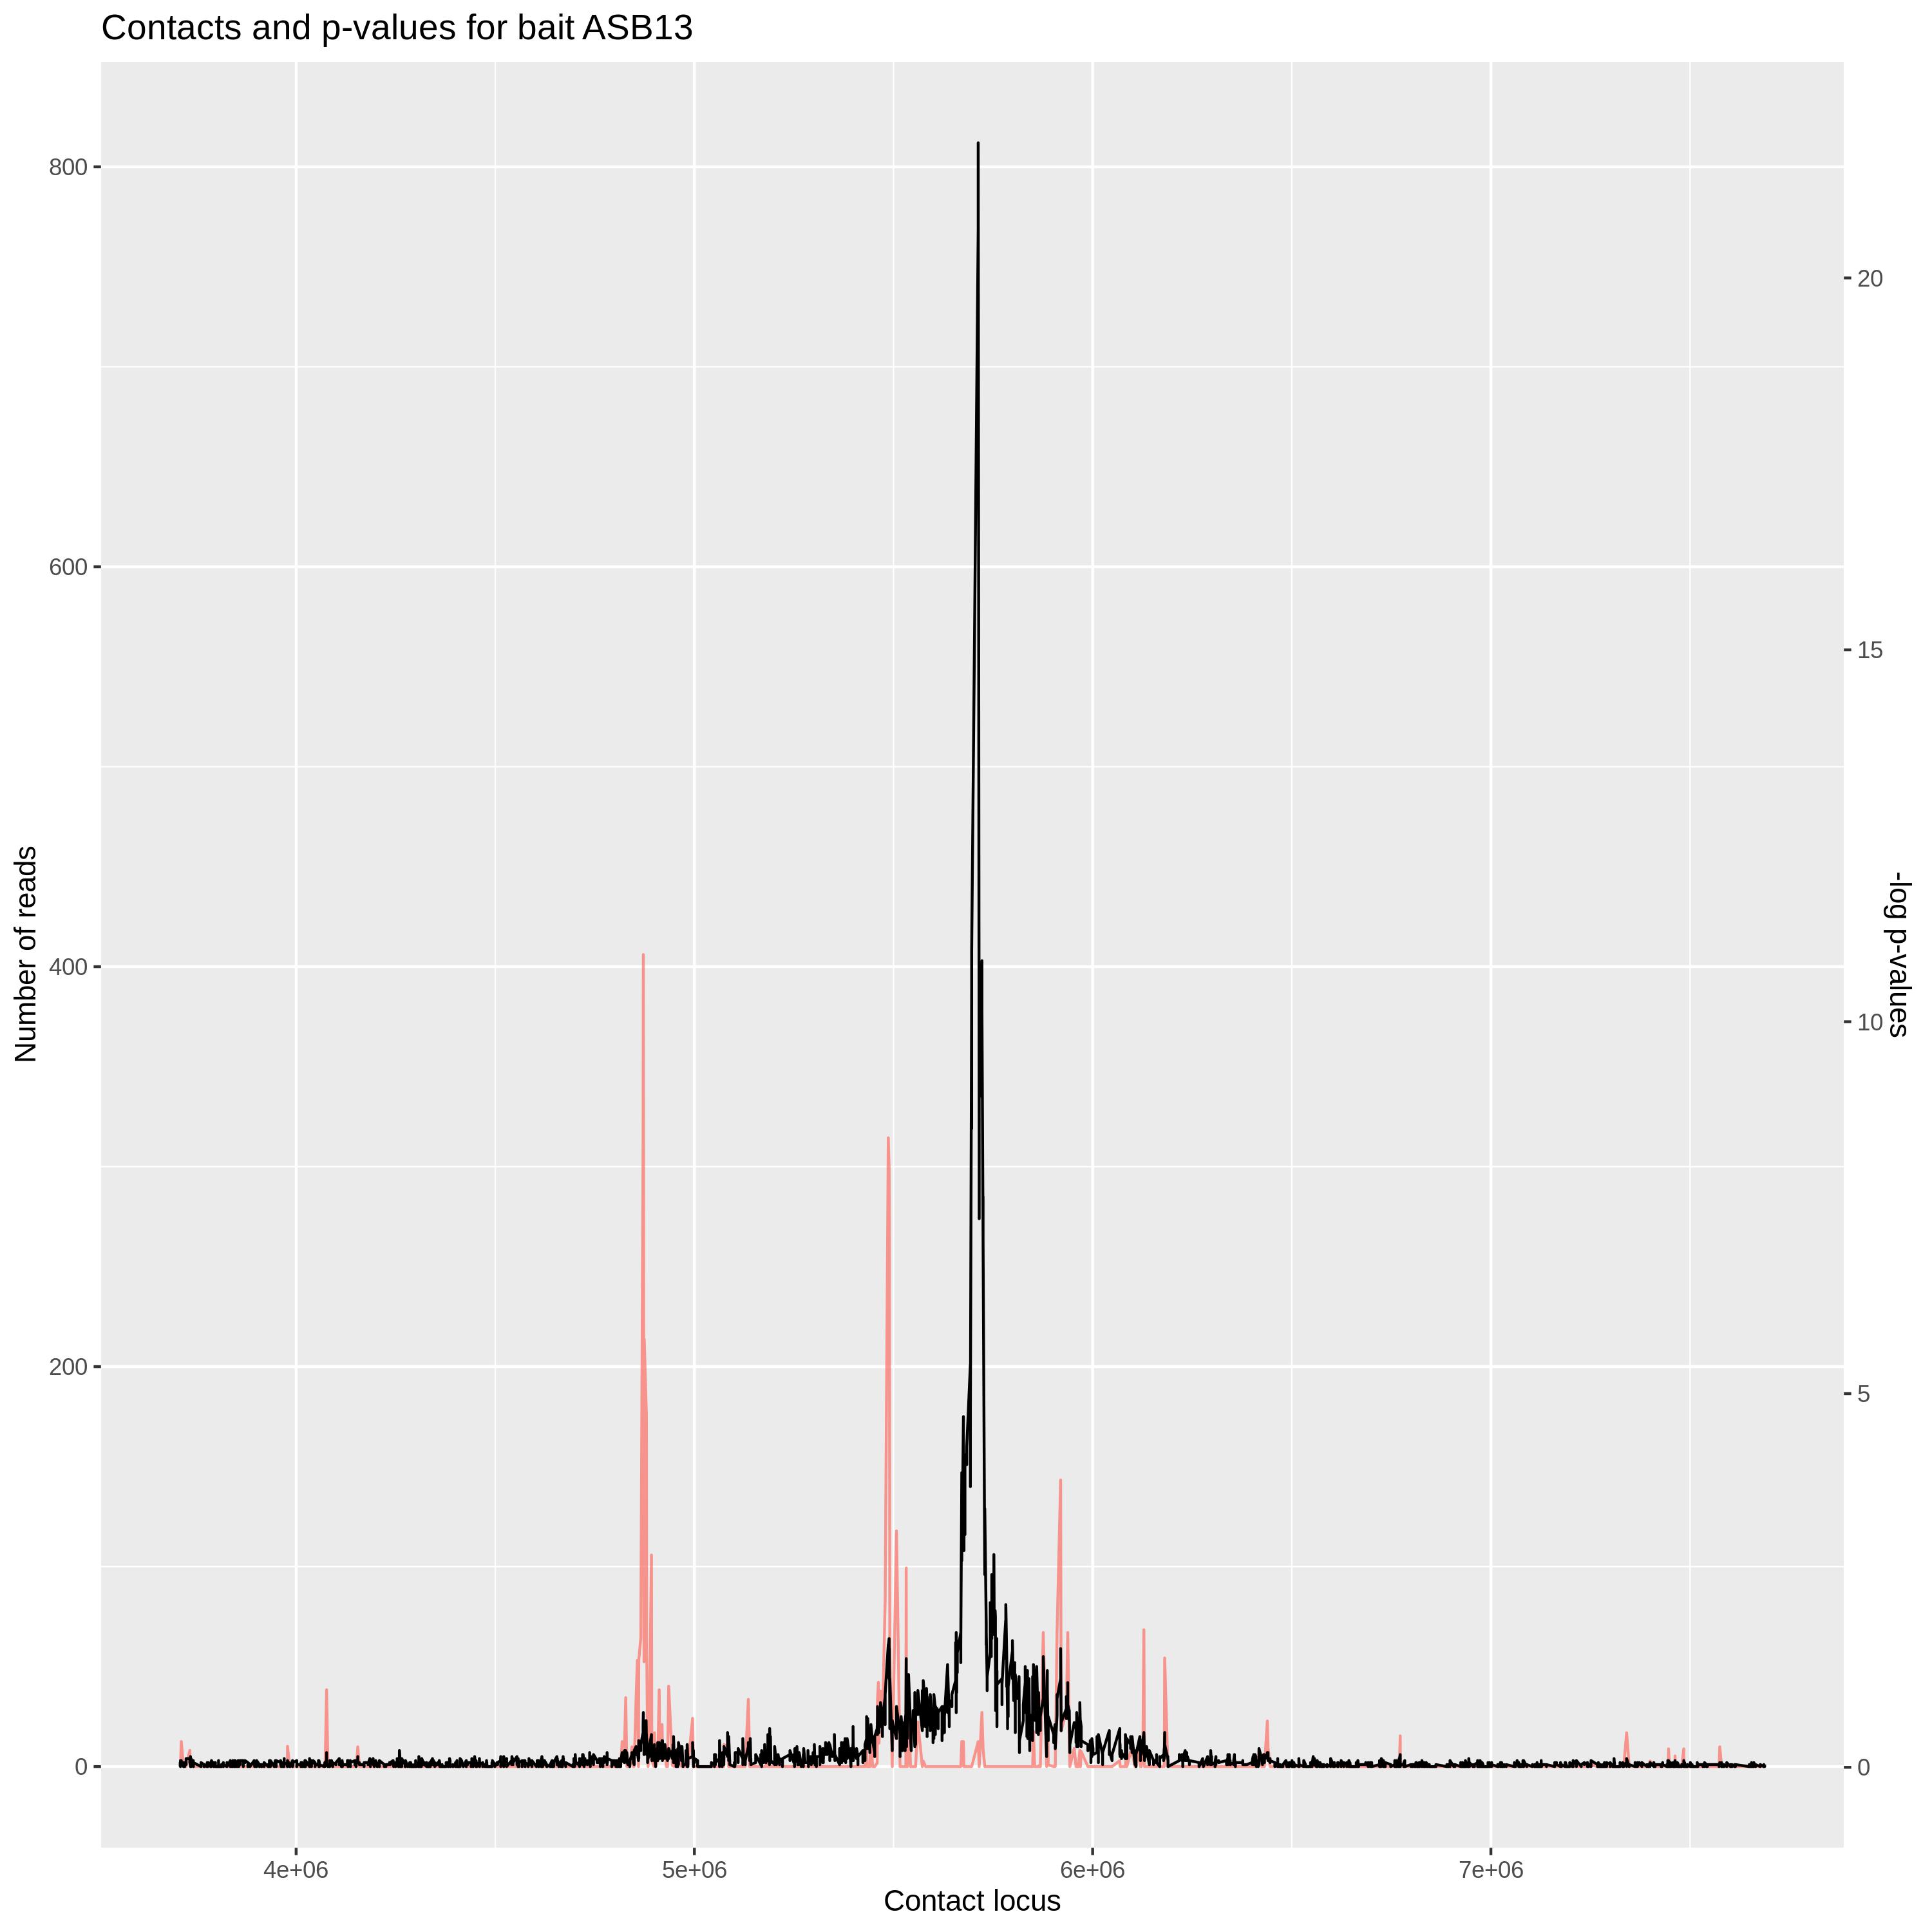 Contacts and p-values for bait ASB13
800
600
400
200
0
Number of reads
20
15
10
5
0
-log p-values
4e+06
5e+06
6e+06
7e+06
Contact locus